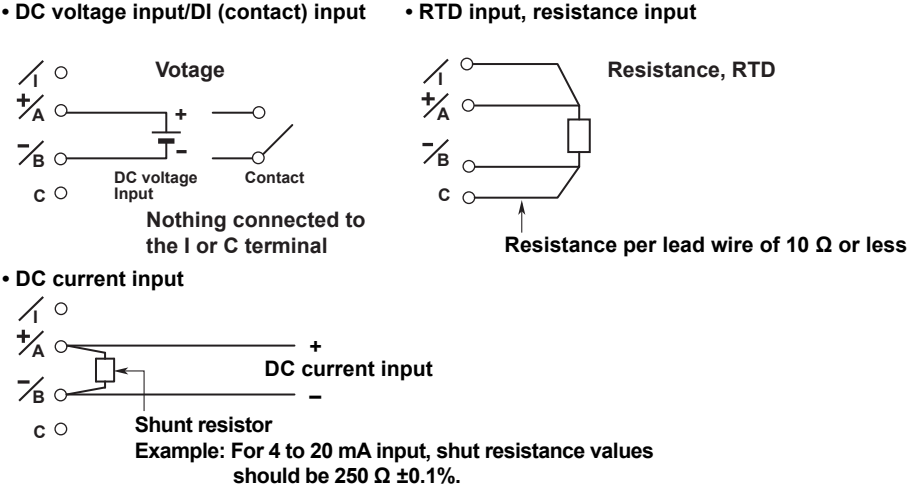 • DC voltage input/DI (contact) input
• RTD input, resistance input
/I
Votage
+/A
+
-/B
−
DC voltage
Input
Contact
C
Nothing connected to
the I or C terminal
/I
Resistance, RTD
+/A
-/B
C
Resistance per lead wire of 10 Ω or less
• DC current input
/I
+/A
+
DC current input
-/B
−
C
Shunt resistor
Example: For 4 to 20 mA input, shut resistance values
should be 250 Ω ±0.1%.